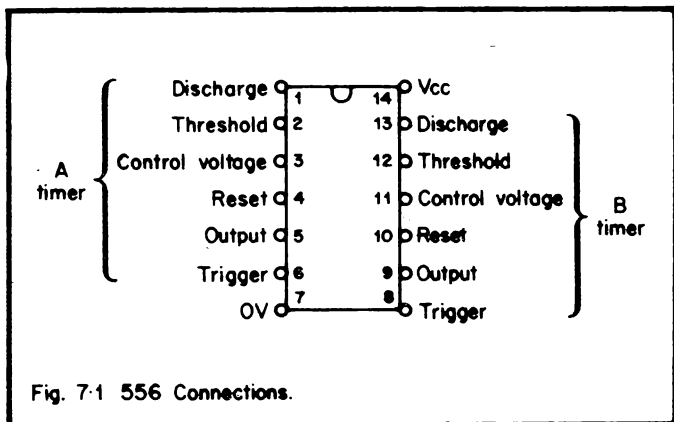 Discharge 1 14 Vcc
Threshold 2 13 Discharge
Control voltage 3 12 Threshold
A timer
Reset 4 11 Control voltage
Output 5 10 Reset
B timer
Trigger 6 9 Output
OV 7 8 Trigger
Fig. 7·1 556 Connections.